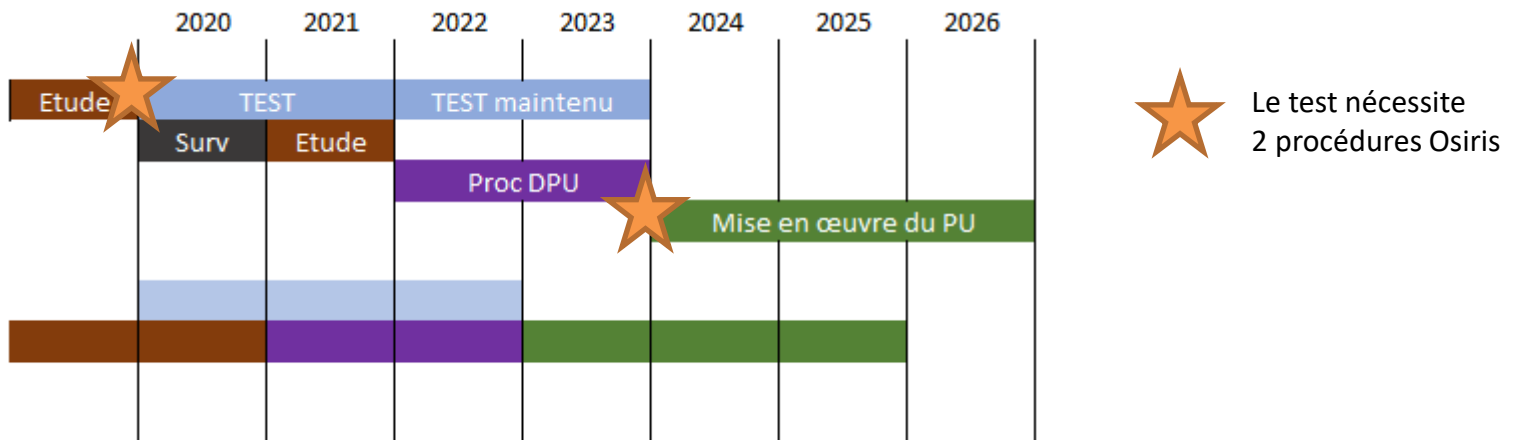 2020 2021 2022 2023 2024 2025 2026
Etude TEST TEST maintenu
Surv Etude
Proc DPU
Mise en œuvre du PU
Le test nécessite
2 procédures Osiris